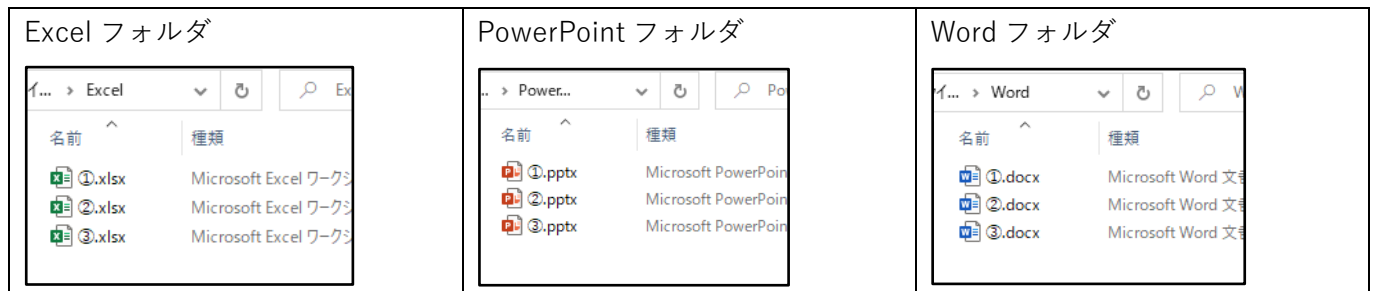 Excel フォルダ
イ... › Excel
Ex
名前
種類
①.xlsx Microsoft Excel ワークシ
②.xlsx Microsoft Excel ワークシ
③.xlsx Microsoft Excel ワークシ
PowerPoint フォルダ
.. › Power...
Po
名前
種類
①.pptx Microsoft PowerPoin
②.pptx Microsoft PowerPoin
③.pptx Microsoft PowerPoin
Word フォルダ
イ... › Word
名前
種類
①.docx Microsoft Word 文
②.docx Microsoft Word 文
③.docx Microsoft Word 文